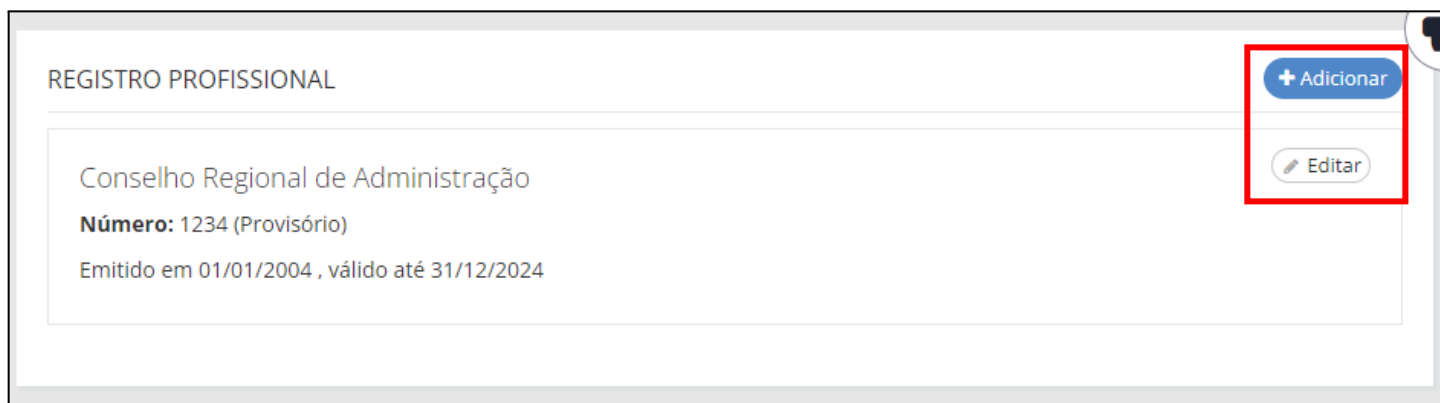 REGISTRO PROFISSIONAL
Adicionar
Conselho Regional de Administração
Editar
Número: 1234 (Provisório)
Emitido em 01/01/2004 , válido até 31/12/2024